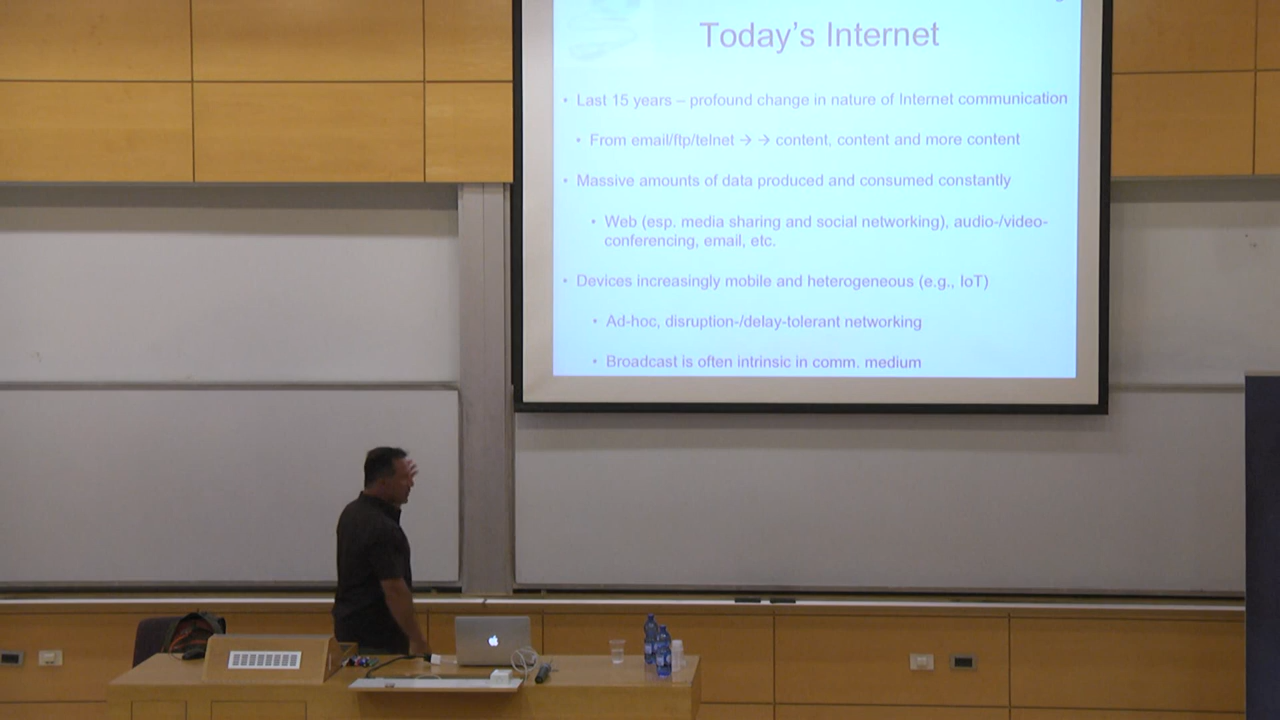 Today's Internet
• Last 15 years – profound change in nature of Internet communication
• From email/ftp/telnet → → content, content and more content
• Massive amounts of data produced and consumed constantly
• Web (esp. media sharing and social networking), audio-/video-
conferencing, email, etc.
• Devices increasingly mobile and heterogeneous (e.g., IoT)
• Ad-hoc, disruption-/delay-tolerant networking
• Broadcast is often intrinsic in comm. medium